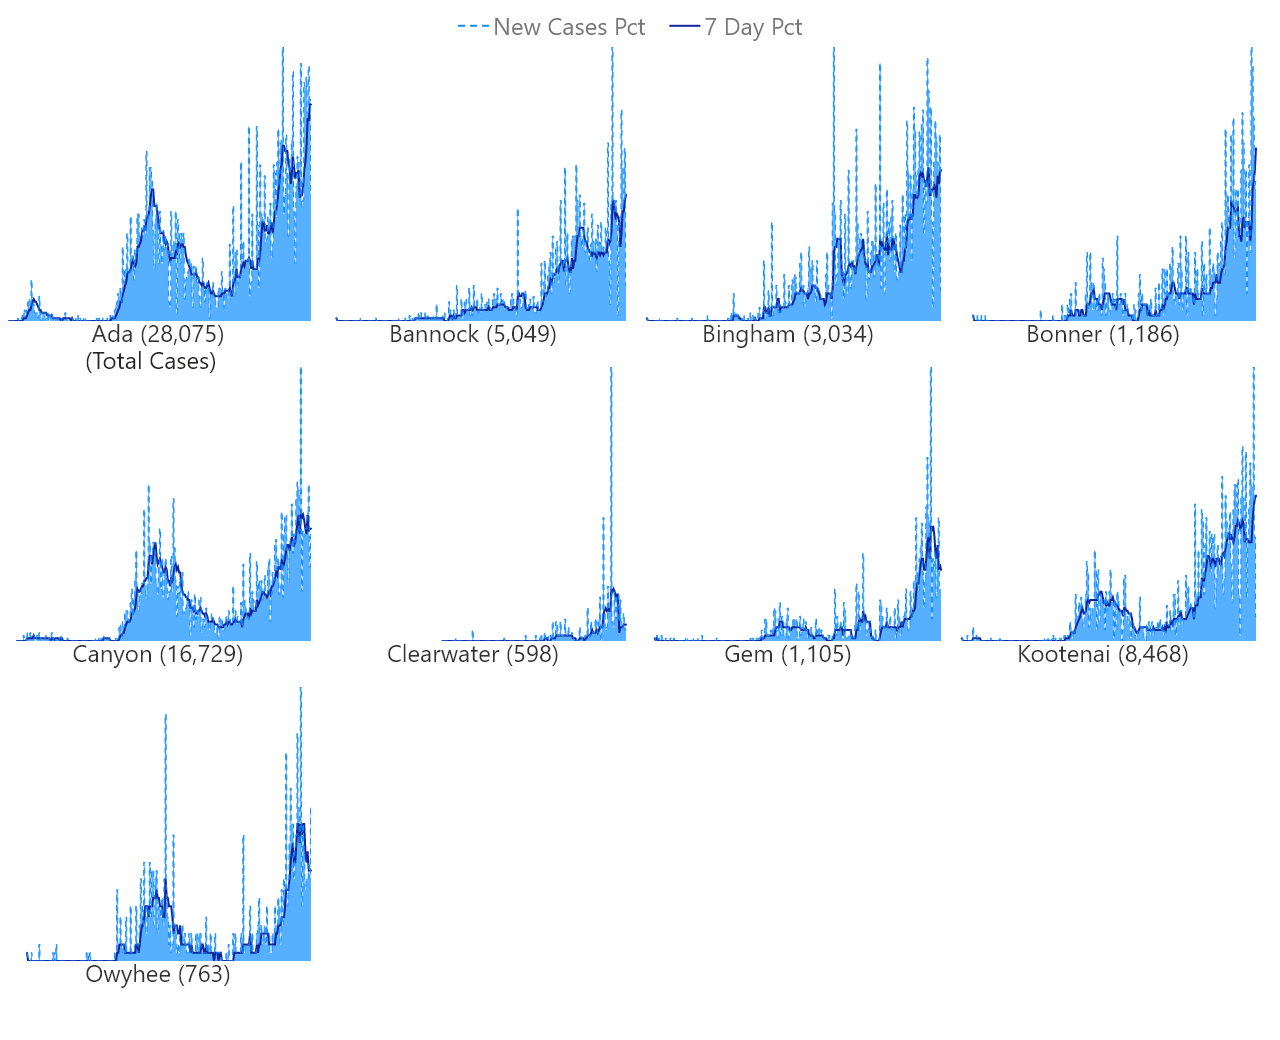 New Cases Pct 7 Day Pct
Ada (28,075) Bannock (5,049) Bingham (3,034) Bonner (1,186)
(Total Cases)
Canyon (16,729) Clearwater (598) Gem (1,105) Kootenai (8,468)
Owyhee (763)